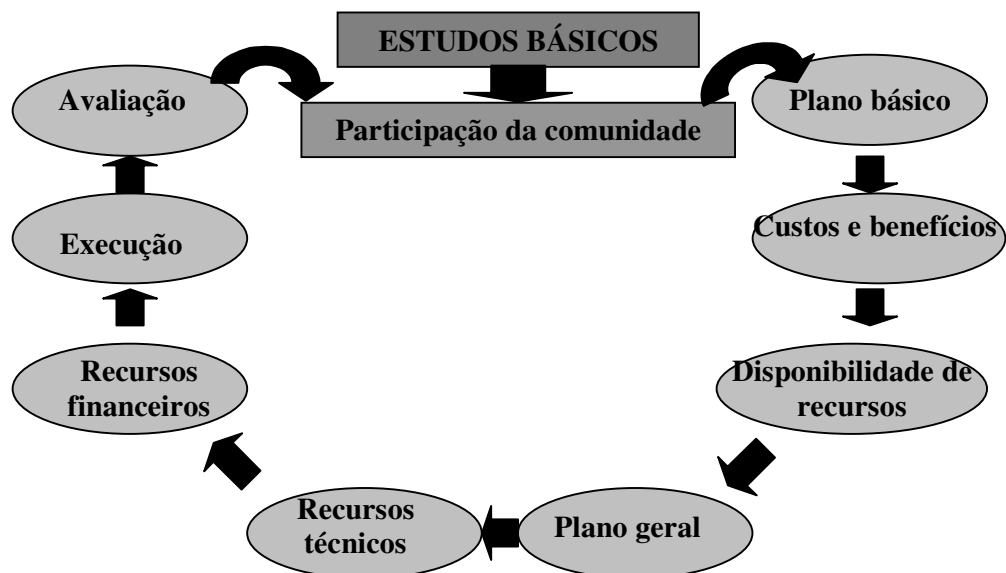 ESTUDOS BÁSICOS
Participação da comunidade
Plano básico
Custos e benefícios
Disponibilidade de
recursos
Plano geral
Recursos
técnicos
Recursos
financeiros
Execução
Avaliação